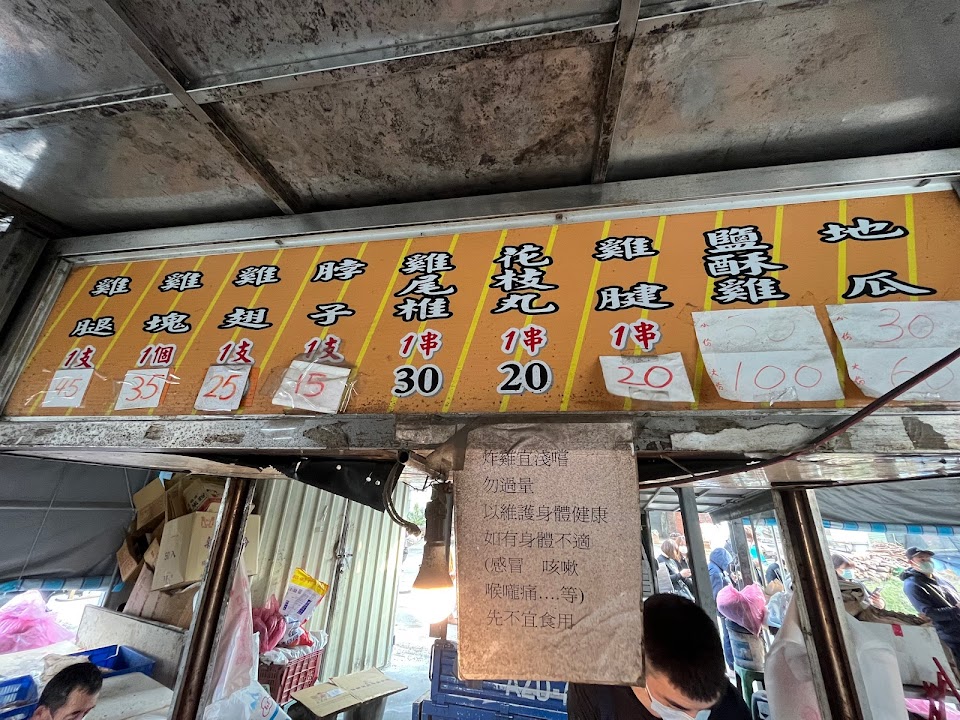 雞腿
1支
45
雞塊
1個
35
雞翅
1支
25
脖子
1支
15
雞尾椎
1串
30
花枝丸
1串
20
雞腱
1串
20
鹽酥雞
100
地瓜
30
60
炸雞宜淺嚐
勿過量
以維護身體健康
如有身體不適
(感冒 咳嗽
喉嚨痛....等)
先不宜食用